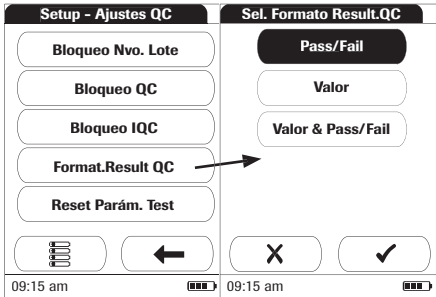 Setup - Ajustes QC
Bloqueo Nvo. Lote
Bloqueo QC
Bloqueo IQC
Format.Result QC
Reset Parám. Test
09:15 am
Sel. Formato Result.QC
Pass/Fail
Valor
Valor & Pass/Fail
09:15 am